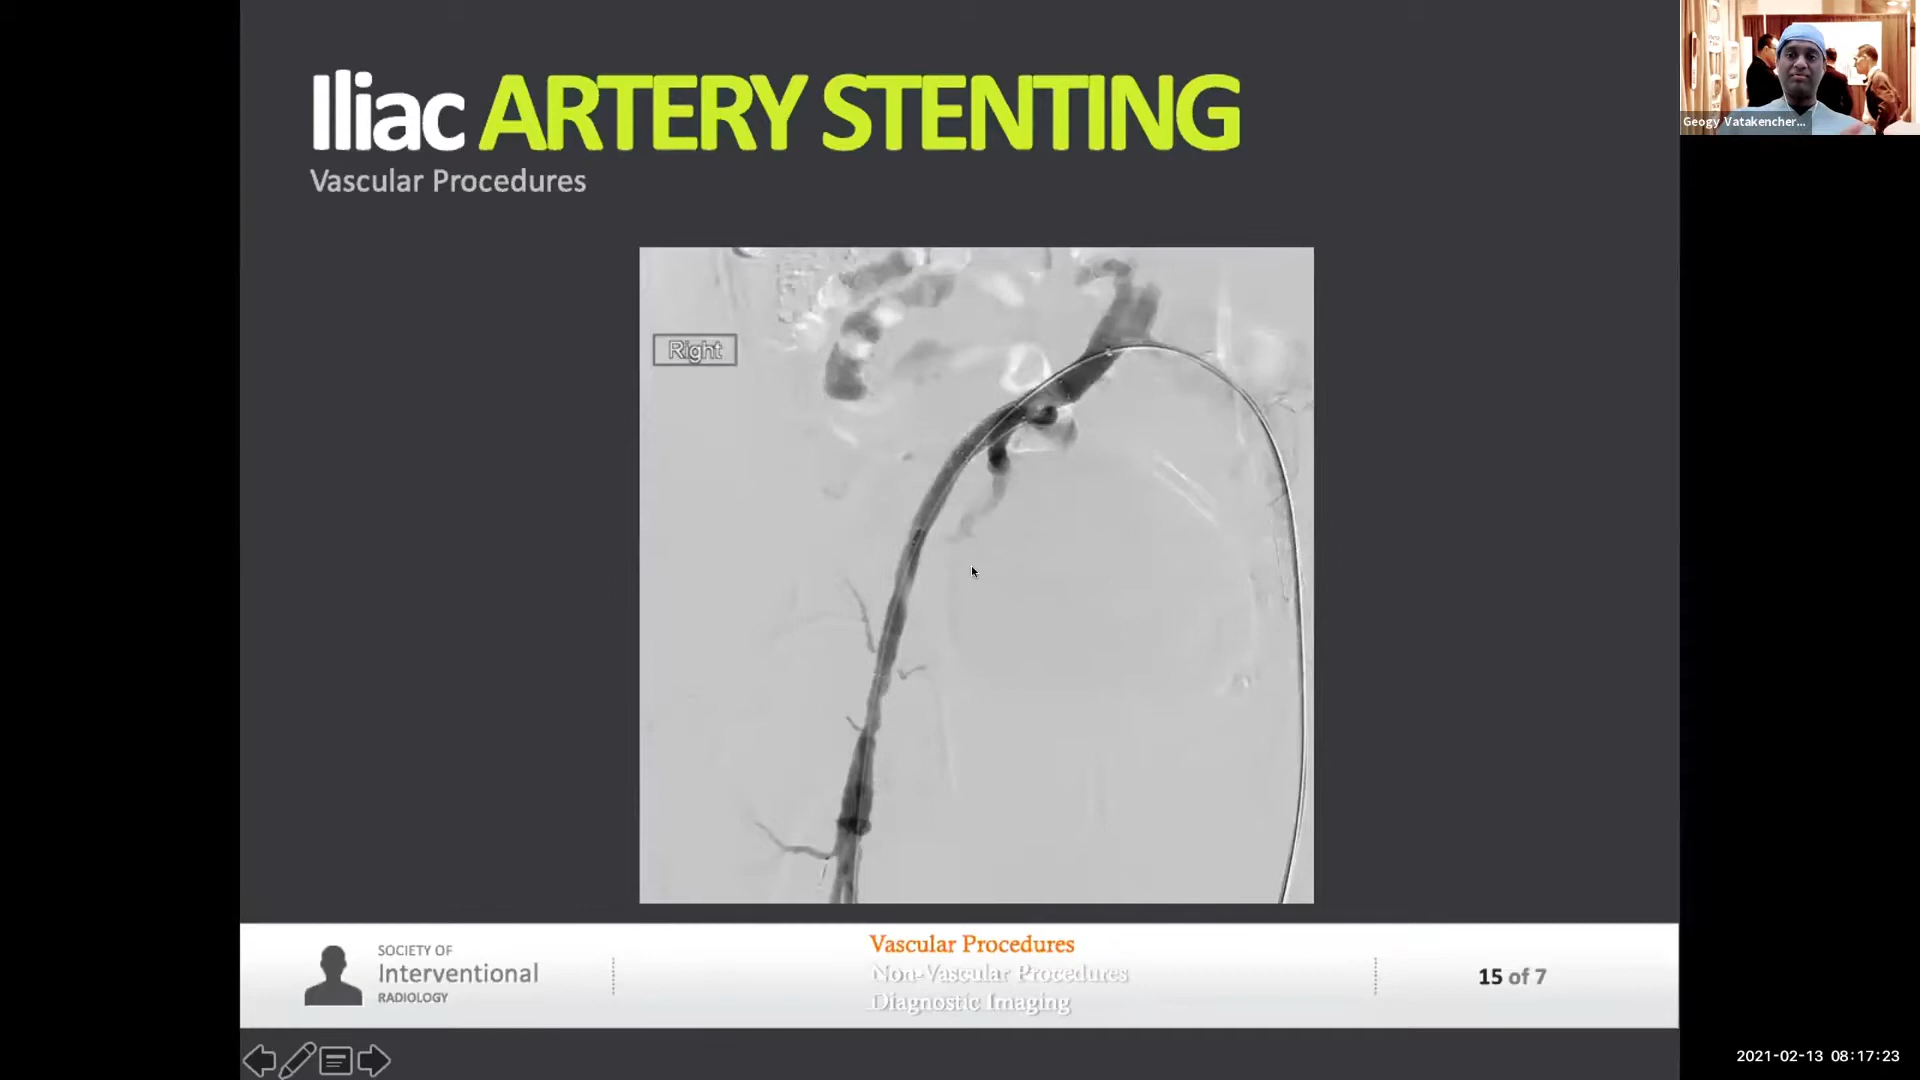 Iliac ARTERY STENTING
Vascular Procedures
Geogy Vatakencher...
Right
SOCIETY OF
Interventional
RADIOLOGY
Vascular Procedures
Non-Vascular Procedures
Diagnostic Imaging
15 of 7
2021-02-13 08:17:23